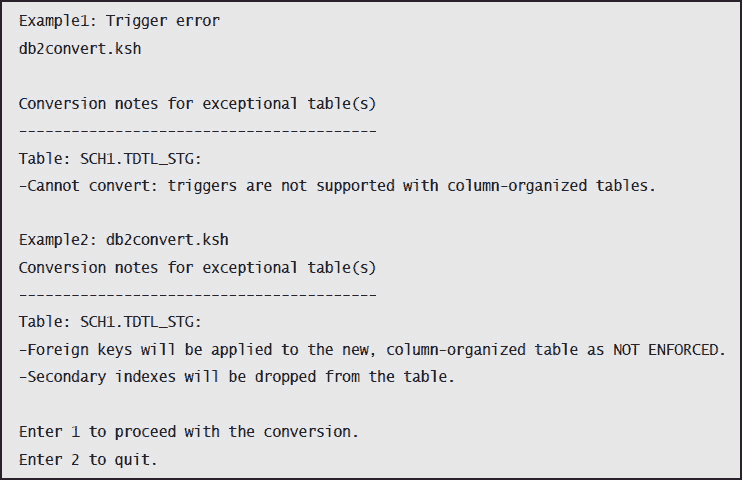 Example1: Trigger error
db2convert.ksh
Conversion notes for exceptional table(s)
-----------------------------------------
Table: SCH1.TDTL_STG:
-Cannot convert: triggers are not supported with column-organized tables.
Example2: db2convert.ksh
Conversion notes for exceptional table(s)
-----------------------------------------
Table: SCH1.TDTL_STG:
-Foreign keys will be applied to the new, column-organized table as NOT ENFORCED.
-Secondary indexes will be dropped from the table.
Enter 1 to proceed with the conversion.
Enter 2 to quit.